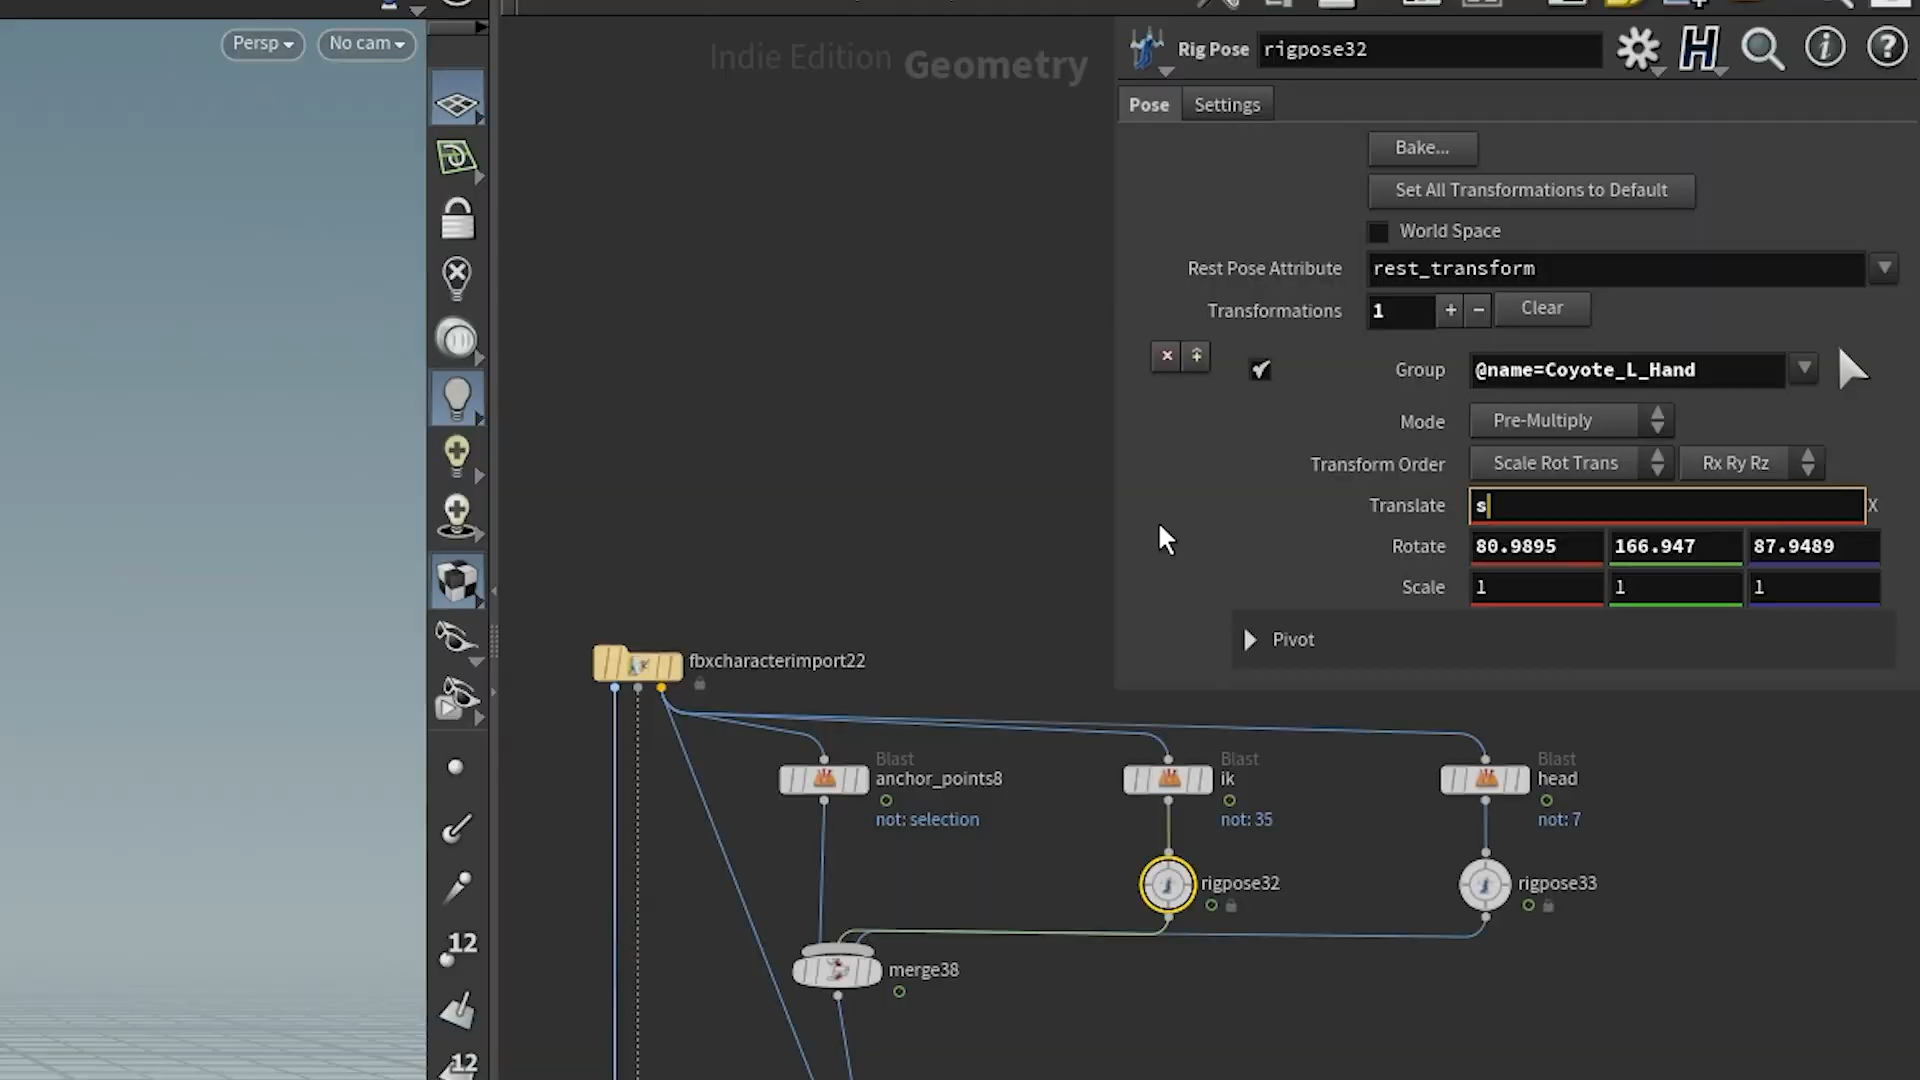 Persp
No cam
12
12
Indie Edition
Geometry
Rig Pose
rigpose32
Pose
Settings
Bake...
Set All Transformations to Default
World Space
Rest Pose Attribute
rest_transform
Transformations
1
+
-
Clear
Group
@name=Coyote_L_Hand
Mode
Pre-Multiply
Transform Order
Scale Rot Trans
Rx Ry Rz
Translate
s
X
Rotate
80.9895
166.947
87.9489
Scale
1
1
1
Pivot
fbxcharacterimport22
Blast
anchor_points8
not: selection
Blast
ik
not: 35
Blast
head
not: 7
rigpose32
rigpose33
merge38